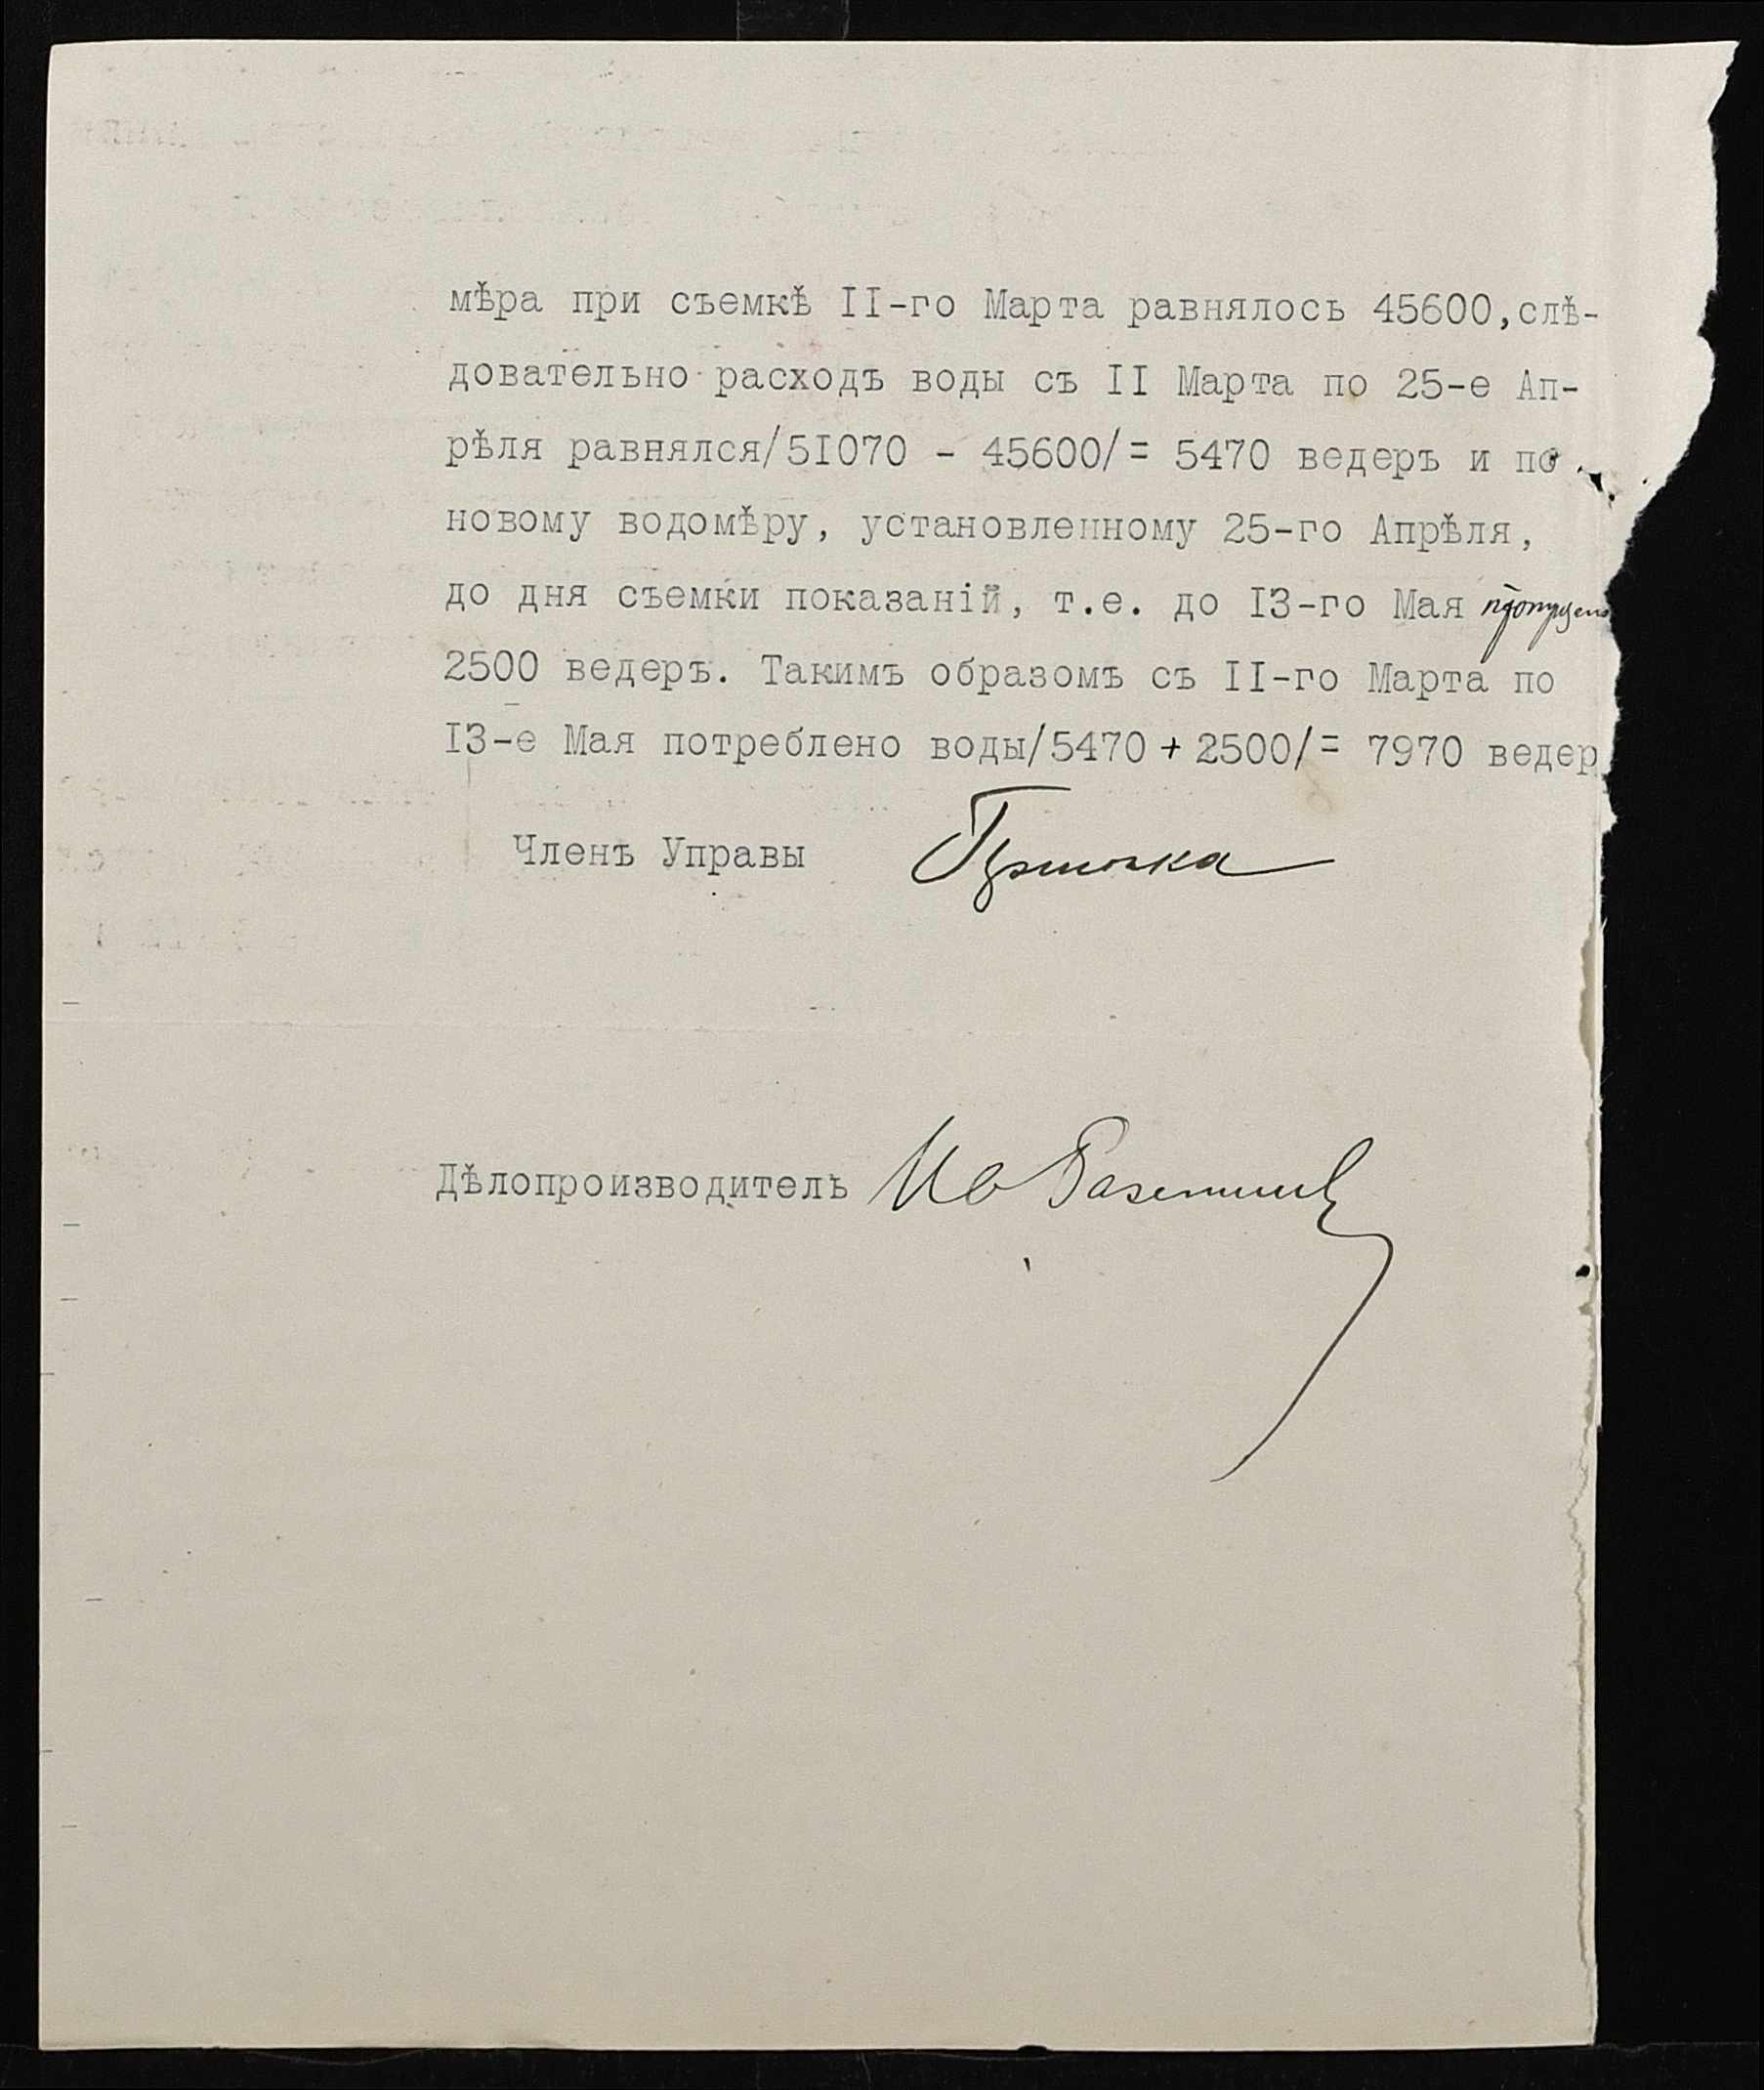 мѣра при съемкѣ II-го Марта равнялось 45600,слѣ-
довательно расходъ воды съ II Марта по 25-е Ап-
рѣля равнялся/5I070 - 45600/= 5470 ведеръ и по
новому водомѣру, установленному 25-го Апрѣля,
до дня съемки показаній, т.е. до I3-го Мая
2500 ведеръ. Такимъ образомъ съ II-го Марта по
I3-е Мая потреблено воды/5470 + 2500/= 7970 ведер
Членъ Управы
Дѣлопроизводитель